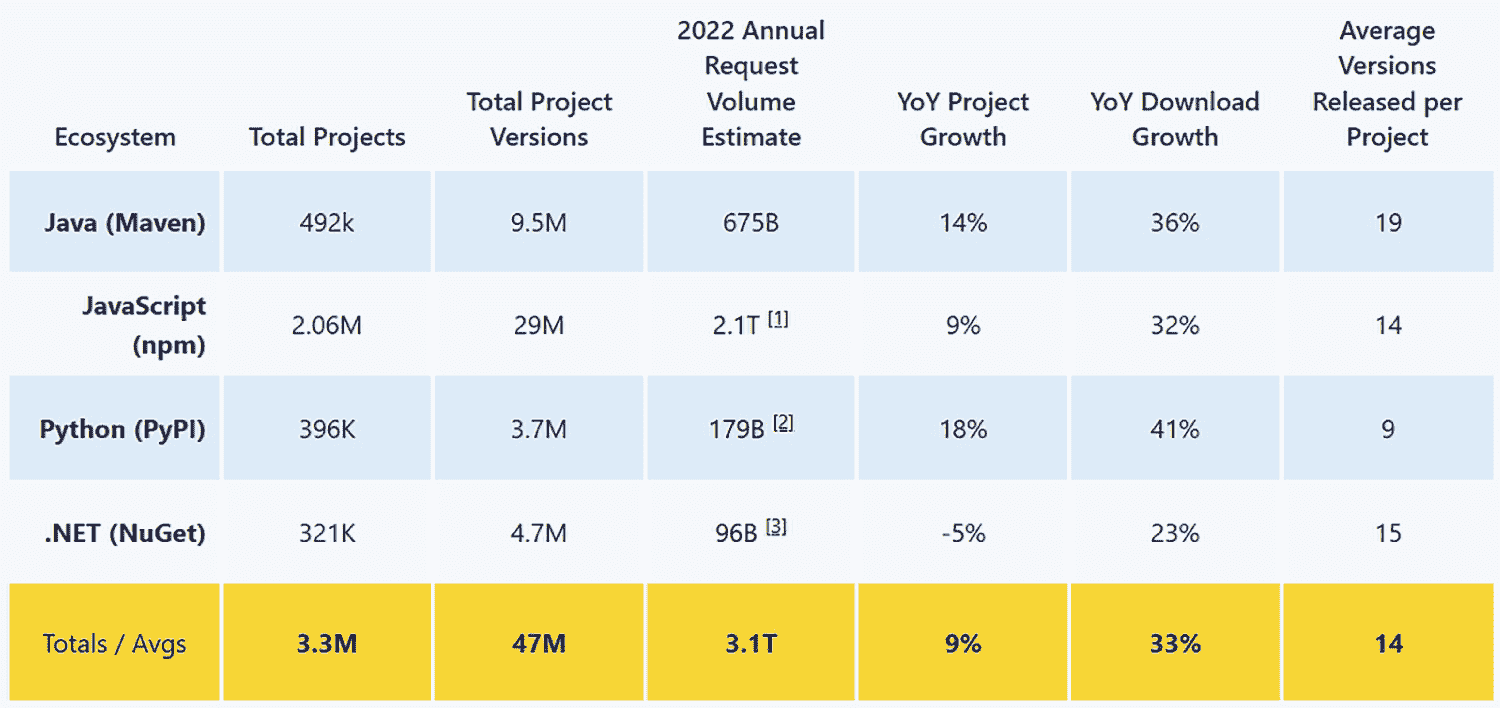 Ecosystem
Total Projects
Total Project
Versions
2022 Annual
Request
Volume
Estimate
YoY Project
Growth
YoY Download
Growth
Average
Versions
Released per
Project
Java (Maven)
492k
9.5M
675B
14%
36%
19
JavaScript
(npm)
2.06M
29M
2.1T [1]
9%
32%
14
Python (PyPI)
396K
3.7M
179B [2]
18%
41%
9
.NET (NuGet)
321K
4.7M
96B [3]
-5%
23%
15
Totals / Avgs
3.3M
47M
3.1T
9%
33%
14